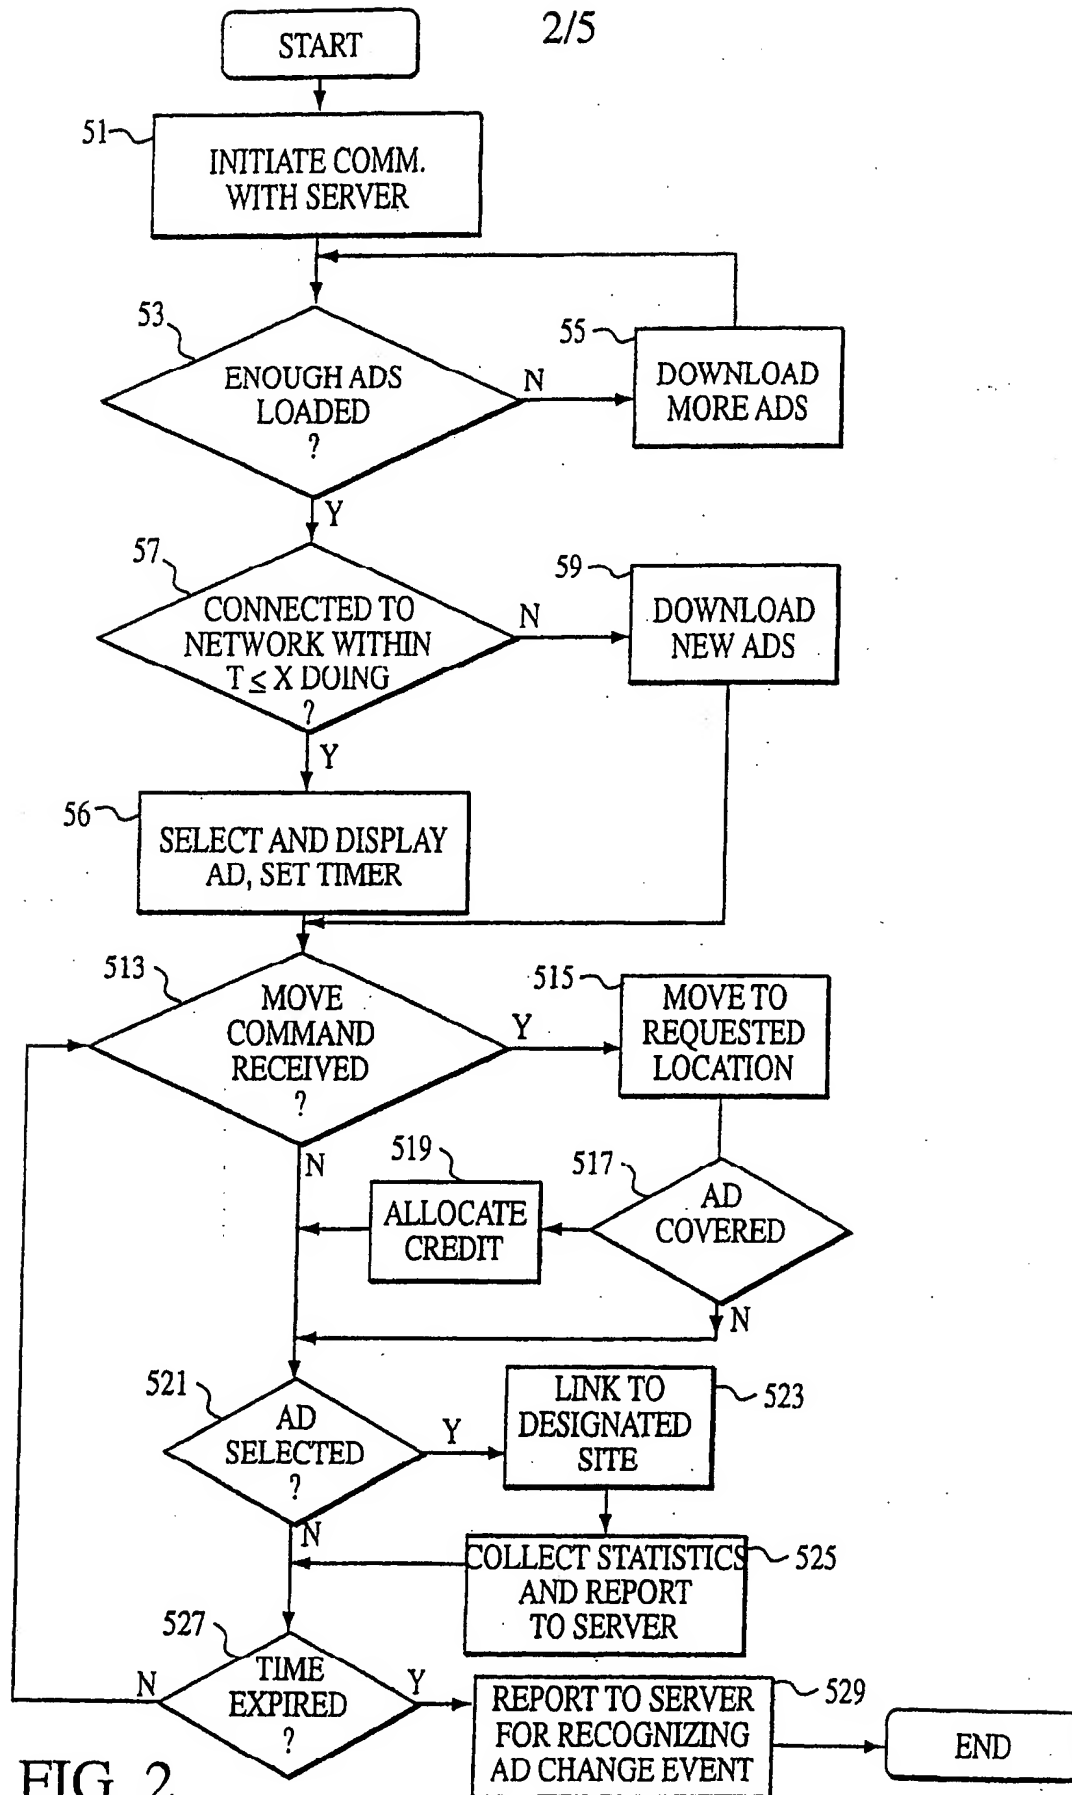 2/5
START
51
INITIATE COMM.
WITH SERVER
53
ENOUGH ADS
LOADED
?
N
55
DOWNLOAD
MORE ADS
Y
57
CONNECTED TO
NETWORK WITHIN
T ≤ X DOING
?
N
59
DOWNLOAD
NEW ADS
Y
56
SELECT AND DISPLAY
AD, SET TIMER
513
MOVE
COMMAND
RECEIVED
?
Y
515
MOVE TO
REQUESTED
LOCATION
N
519
ALLOCATE
CREDIT
517
AD
COVERED
N
521
AD
SELECTED
?
Y
LINK TO
DESIGNATED
SITE
523
N
COLLECT STATISTICS
AND REPORT
TO SERVER
525
527
TIME
EXPIRED
?
N
Y
REPORT TO SERVER
FOR RECOGNIZING
AD CHANGE EVENT
529
END
FIG. 2